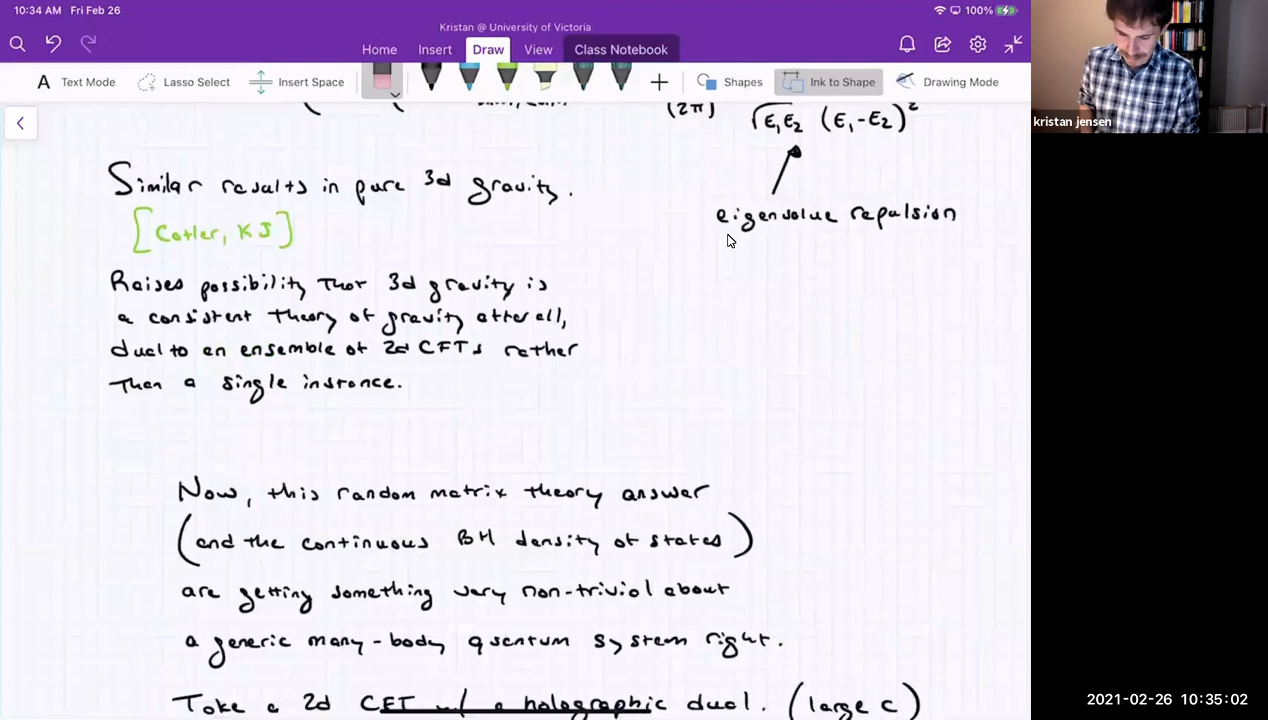 10:34 AM Fri Feb 26
100%
Kristan @ University of Victoria
Home Insert Draw View Class Notebook
A Text Mode Lasso Select Insert Space Shapes Ink to Shape Drawing Mode
kristan jensen
(2π) √E₁E₂ (E₁-E₂)²
Similar results in pure 3d gravity.
[Cotler, KJ]
eigenvalue repulsion
Raises possibility that 3d gravity is
a consistent theory of gravity after all,
dual to an ensemble of 2d CFTs rather
than a single instance.
Now, this random matrix theory answer
(and the continuous BH density of states)
are getting something very non-trivial about
a generic many-body quantum system right.
Take a 2d CFT w/ a holographic dual. (large c)
2021-02-26 10:35:02